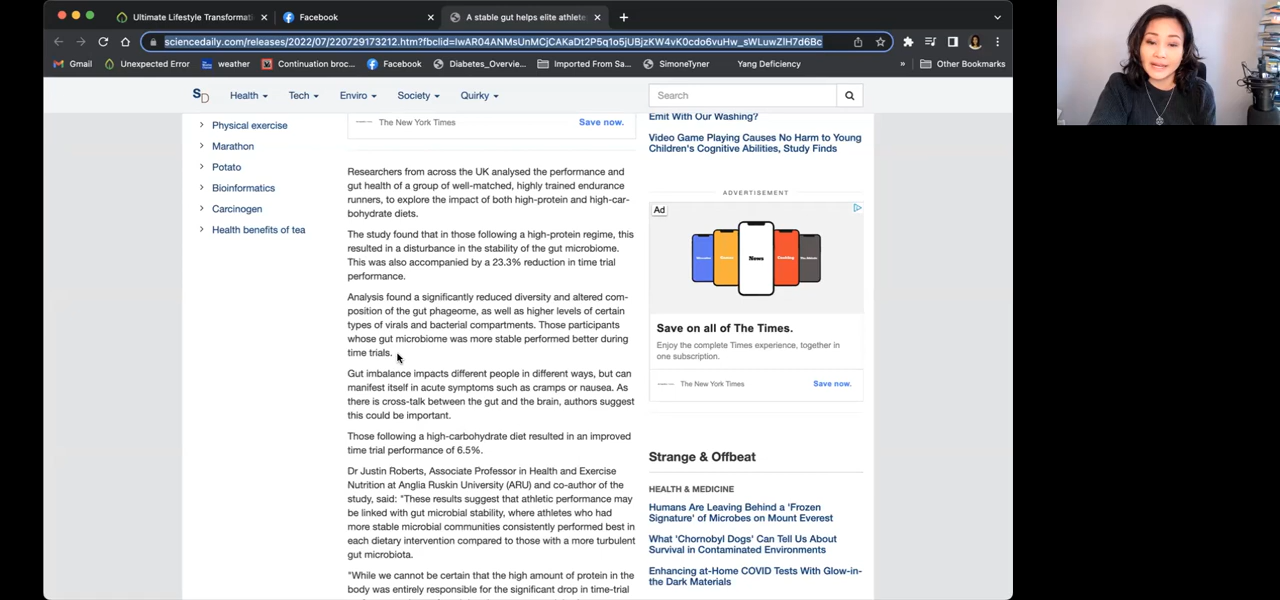 Ultimate Lifestyle Transformati
Facebook
A stable gut helps elite athlete
sciencedaily.com/releases/2022/07/220729173212.htm?fbclid=IwAR04ANMsUnMCjCAKaDt2P5q1o5jUBjzKW4vK0cdo6vuHw_sWLuwZlH7d6Bc
Gmail
Unexpected Error
weather
Continuation broc...
Facebook
Diabetes_Overvie...
Imported From Sa...
SimoneTyner
Yang Deficiency
»
Other Bookmarks
SD
Health
Tech
Enviro
Society
Quirky
Search
Physical exercise
Marathon
Potato
Bioinformatics
Carcinogen
Health benefits of tea
The New York Times
Save now.
Researchers from across the UK analysed the performance and
gut health of a group of well-matched, highly trained endurance
runners, to explore the impact of both high-protein and high-car-
bohydrate diets.
The study found that in those following a high-protein regime, this
resulted in a disturbance in the stability of the gut microbiome.
This was also accompanied by a 23.3% reduction in time trial
performance.
Analysis found a significantly reduced diversity and altered com-
position of the gut phageome, as well as higher levels of certain
types of virals and bacterial compartments. Those participants
whose gut microbiome was more stable performed better during
time trials.
Gut imbalance impacts different people in different ways, but can
manifest itself in acute symptoms such as cramps or nausea. As
there is cross-talk between the gut and the brain, authors suggest
this could be important.
Those following a high-carbohydrate diet resulted in an improved
time trial performance of 6.5%.
Dr Justin Roberts, Associate Professor in Health and Exercise
Nutrition at Anglia Ruskin University (ARU) and co-author of the
study, said: "These results suggest that athletic performance may
be linked with gut microbial stability, where athletes who had
more stable microbial communities consistently performed best in
each dietary intervention compared to those with a more turbulent
gut microbiota.
"While we cannot be certain that the high amount of protein in the
body was entirely responsible for the significant drop in time-trial
Emit With Our Washing?
Video Game Playing Causes No Harm to Young
Children's Cognitive Abilities, Study Finds
ADVERTISEMENT
Ad
News
Save on all of The Times.
Enjoy the complete Times experience, together in
one subscription.
The New York Times
Save now.
Strange & Offbeat
HEALTH & MEDICINE
Humans Are Leaving Behind a 'Frozen
Signature' of Microbes on Mount Everest
What 'Chornobyl Dogs' Can Tell Us About
Survival in Contaminated Environments
Enhancing at-Home COVID Tests With Glow-in-
the Dark Materials